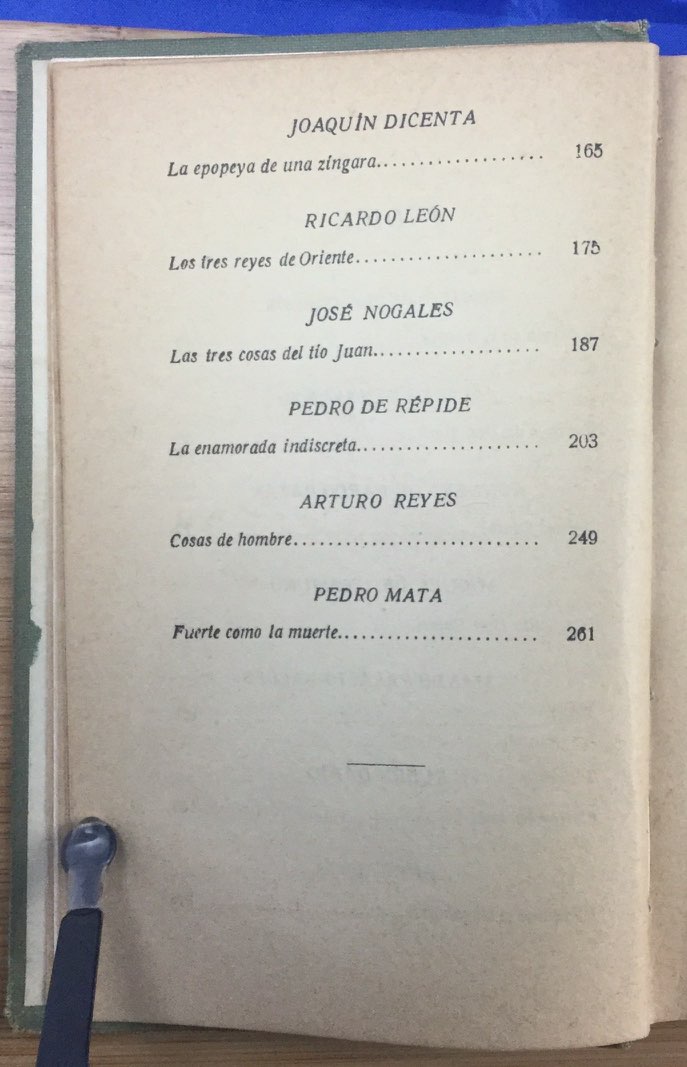 JOAQUÍN DICENTA
La epopeya de una zíngara.................... 165
RICARDO LEÓN
Los tres reyes de Oriente...................... 175
JOSÉ NOGALES
Las tres cosas del tío Juan.................... 187
PEDRO DE RÉPIDE
La enamorada indiscreta...................... 203
ARTURO REYES
Cosas de hombre............................. 249
PEDRO MATA
Fuerte como la muerte........................ 261